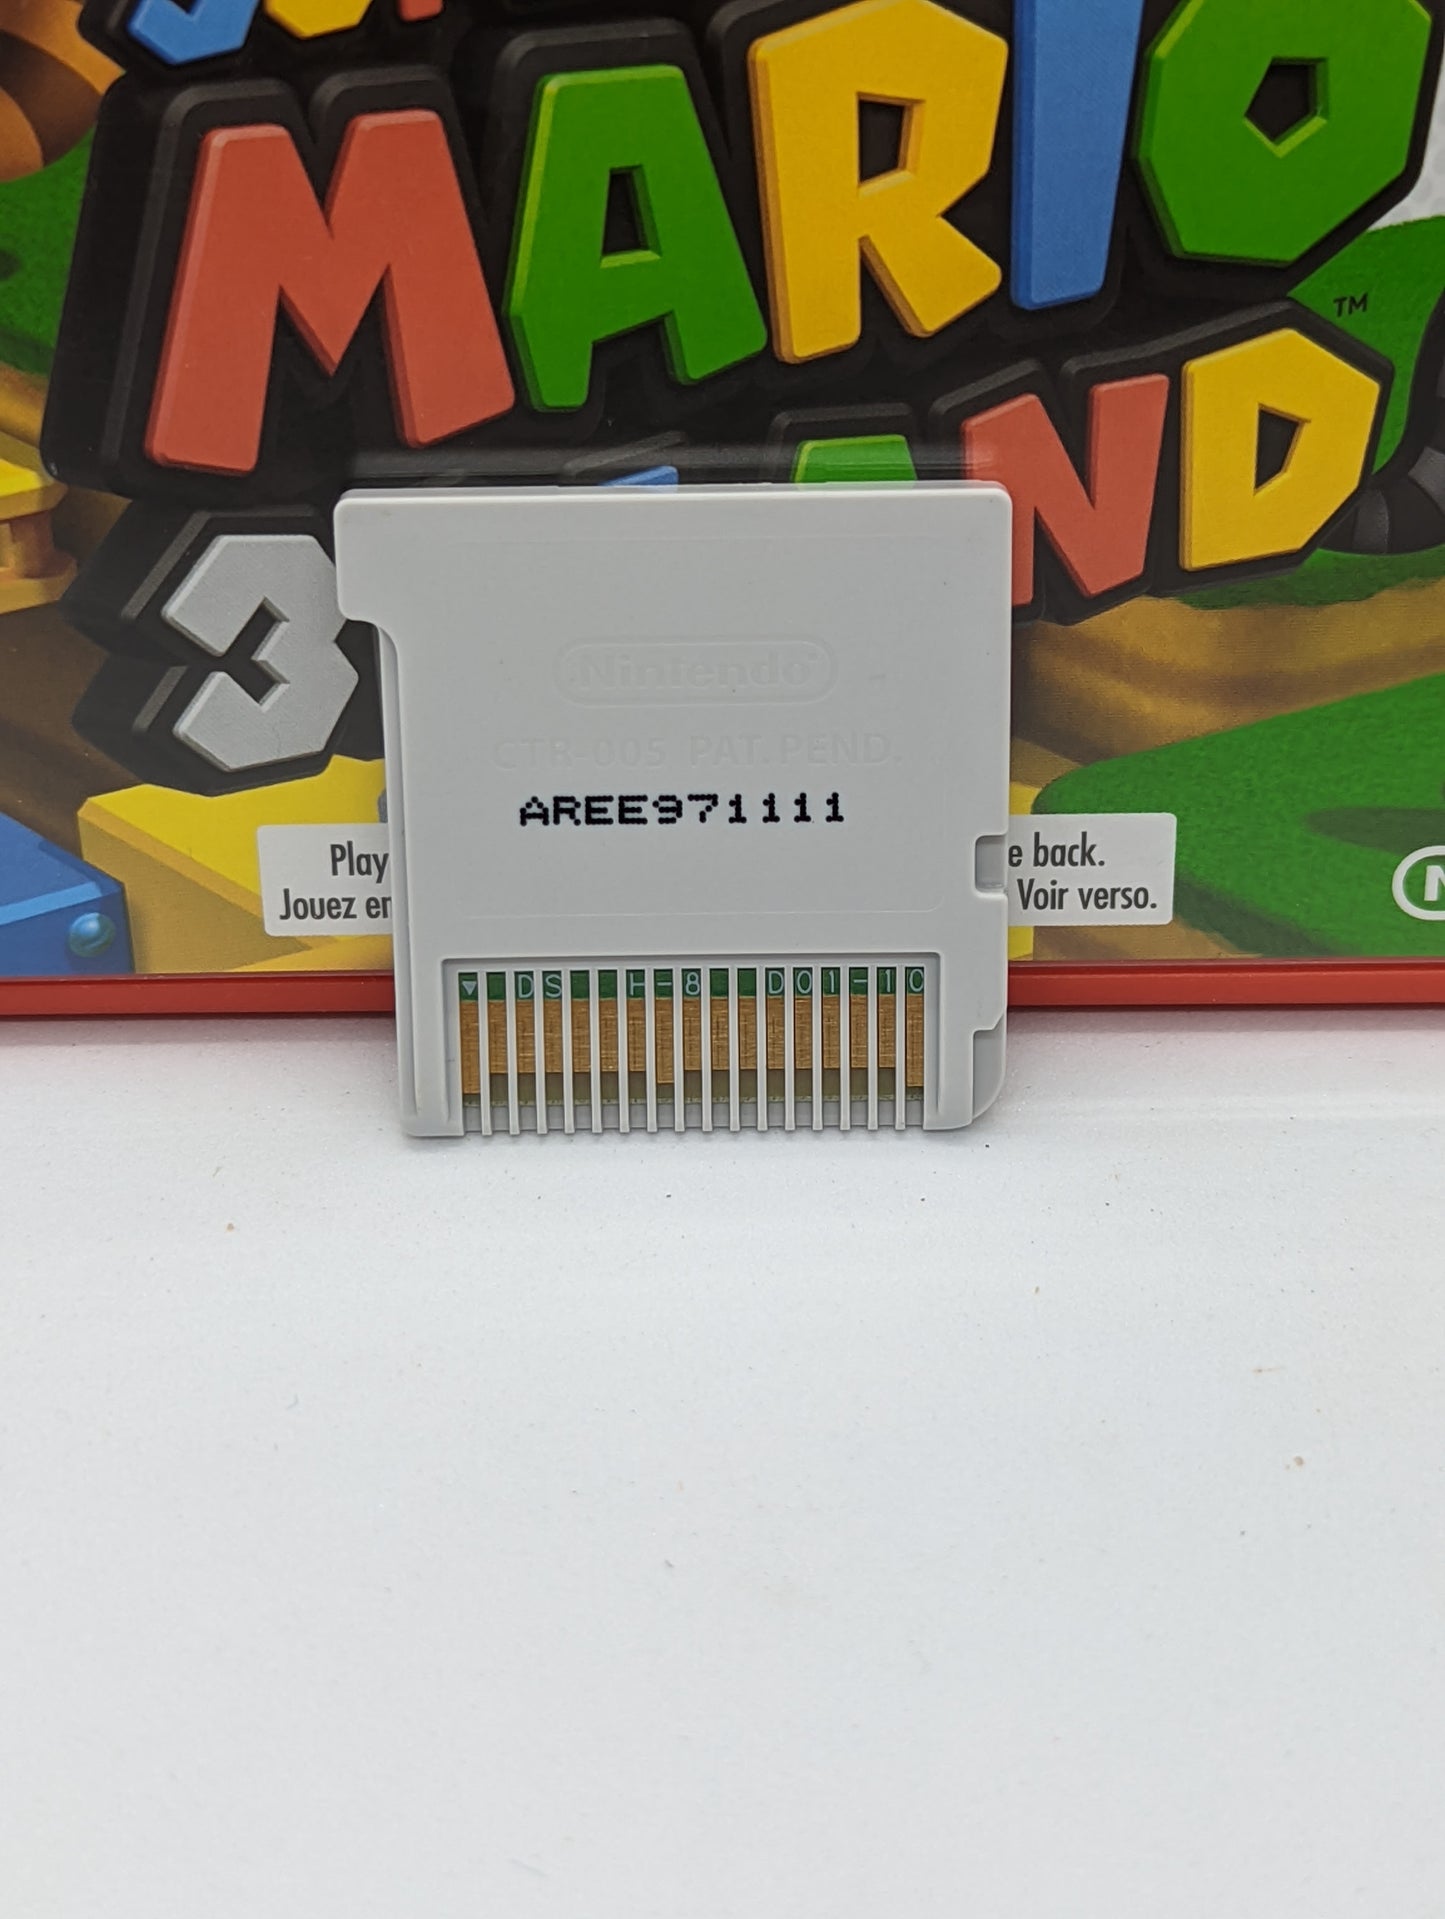 MARIO
TM
LAND
3
Nintendo
CTR-005 PAT. PEND.
AREE971111
Play
e back.
Jouez en
Voir verso.
▼ DS H-8 D01-10